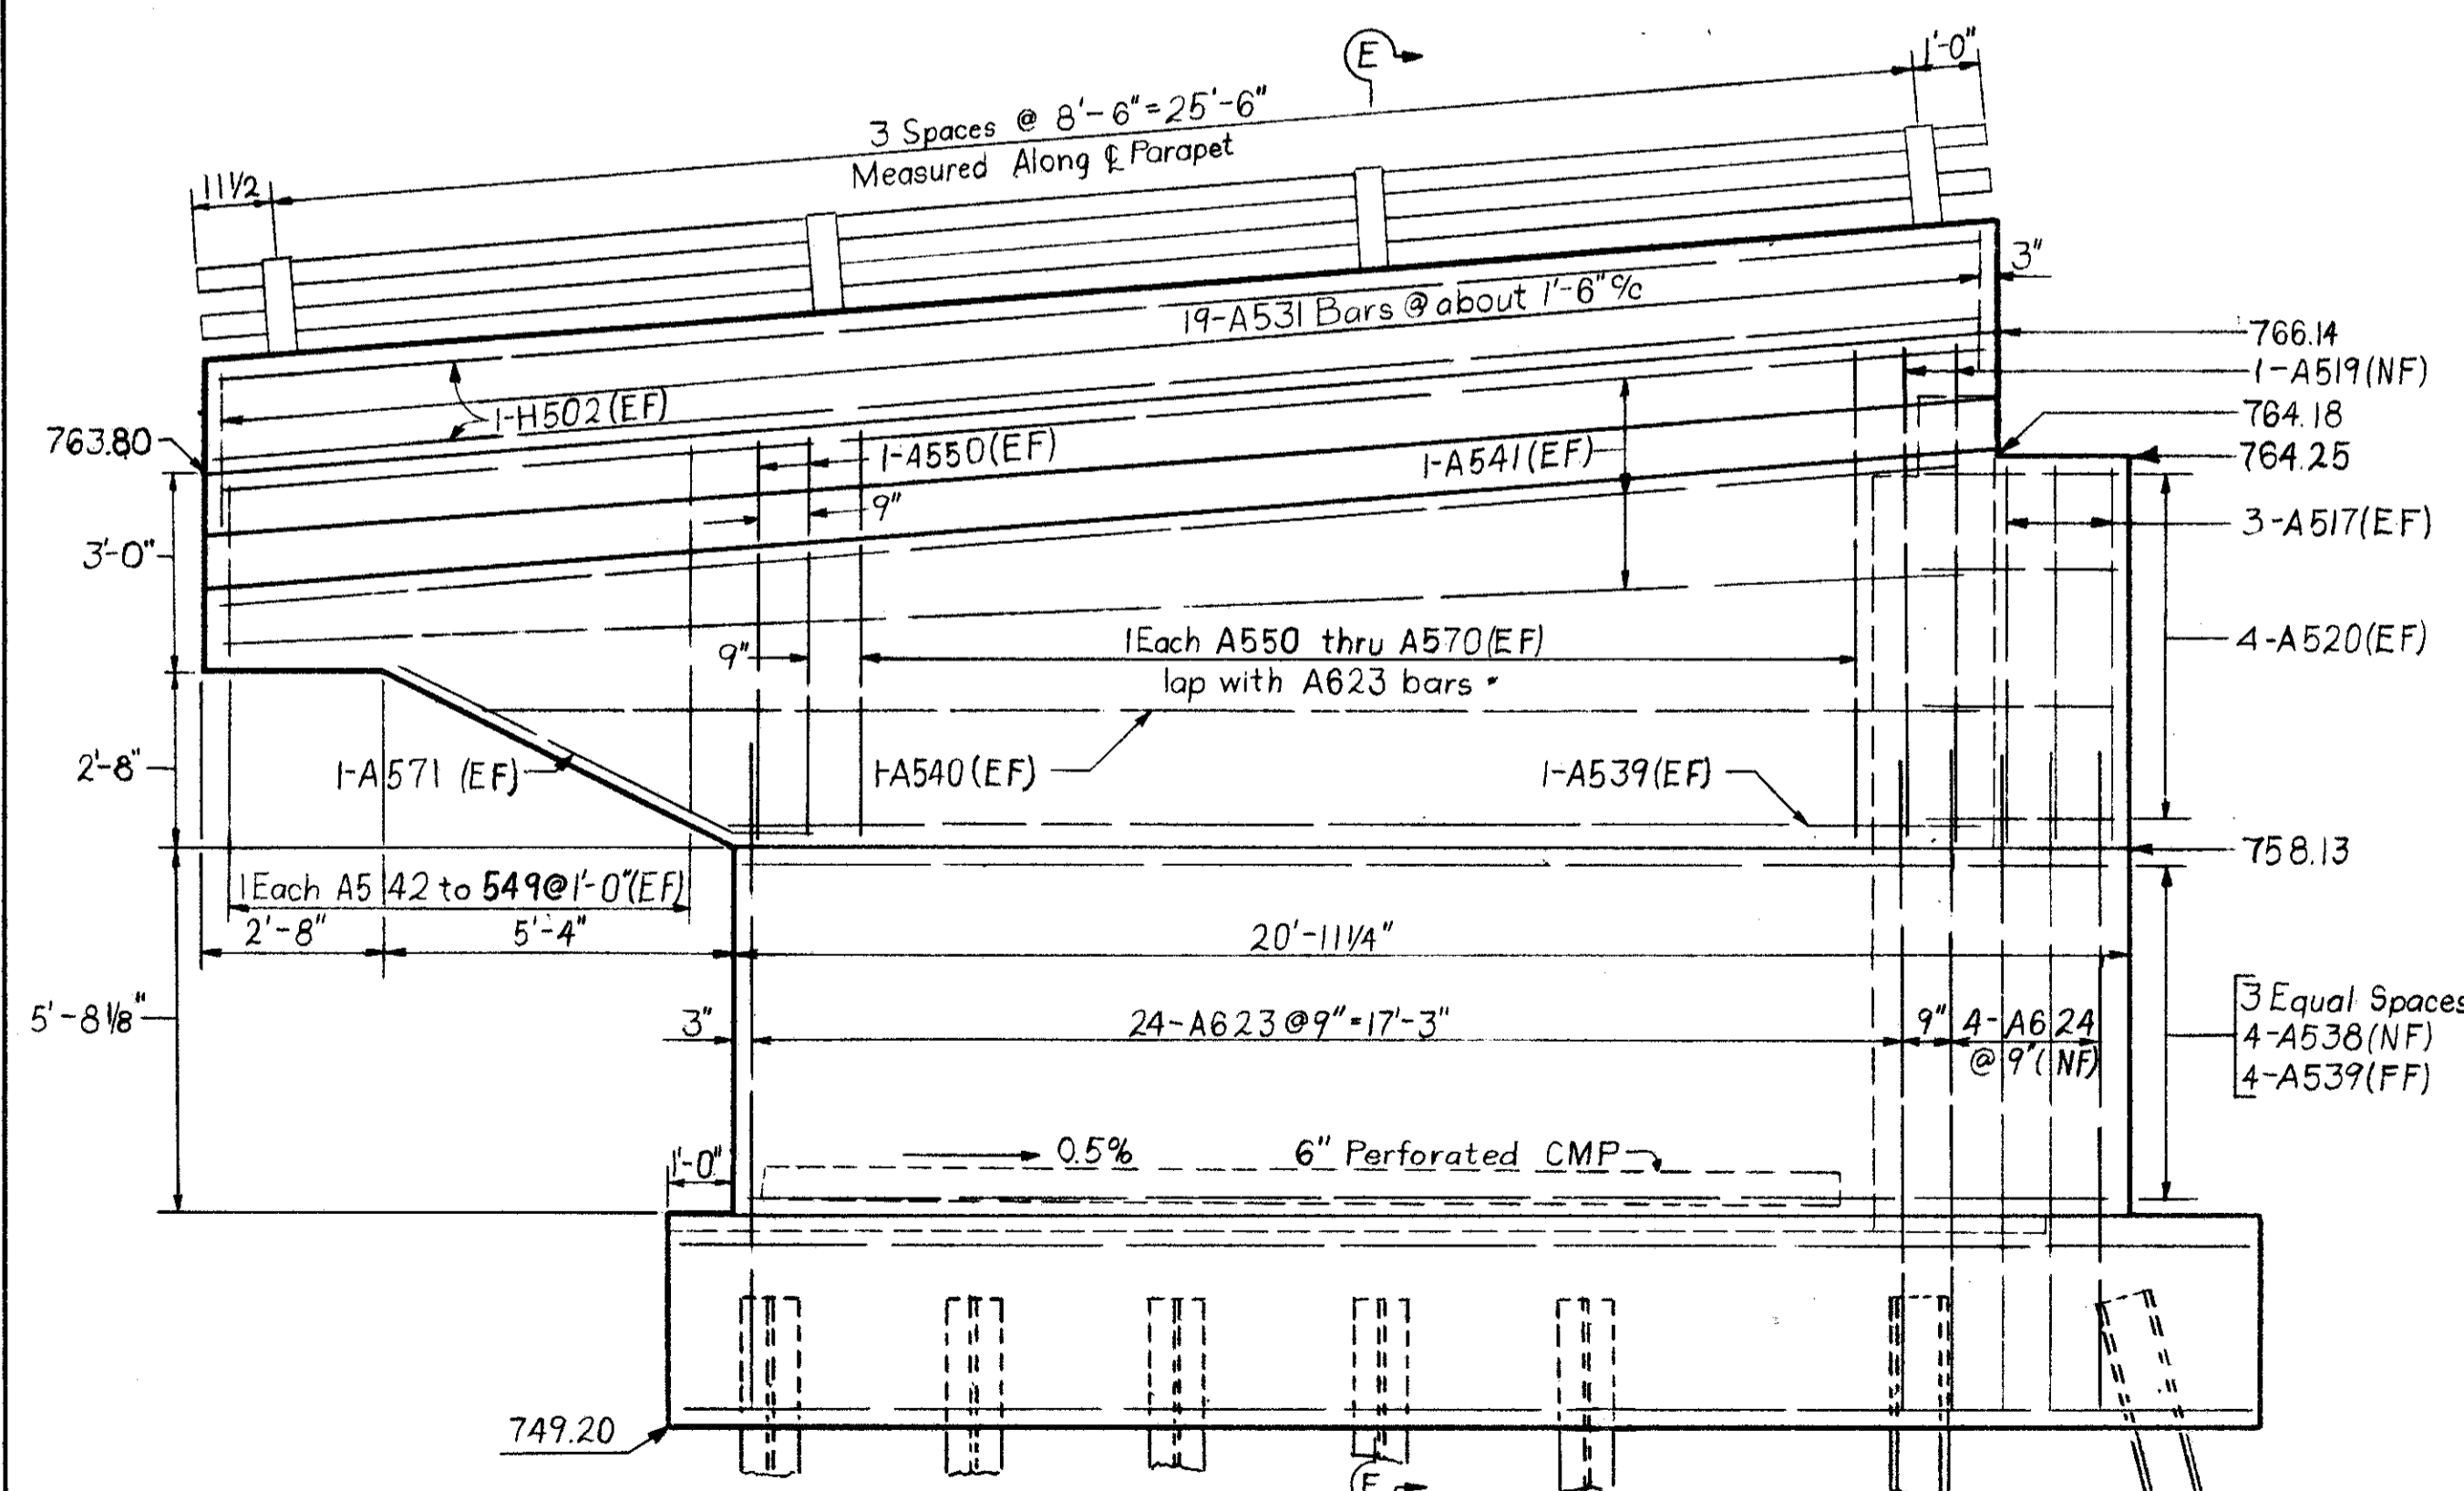 E
1'-0"
3 Spaces @ 8'-6"=25'-6"
Measured Along ℄ Parapet
11 1/2
3"
19-A531 Bars @ about 1'-6" c/c
766.14
1-A519(NF)
1-H502(EF)
764.18
763.80
1-A550(EF)
1-A541(EF)
764.25
9"
3-A517(EF)
3'-0"
9"
1Each A550 thru A570(EF)
4-A520(EF)
lap with A623 bars
2'-8"
1-A571 (EF)
1-A540(EF)
1-A539(EF)
758.13
1Each A542 to 549@1'-0"(EF)
2'-8"
5'-4"
20'-11 1/4"
5'-8 1/8"
3"
24-A623@9"=17'-3"
9"
4-A624
@9"(NF)
3 Equal Spaces
4-A538(NF)
4-A539(FF)
1'-0"
0.5%
6" Perforated CMP
749.20